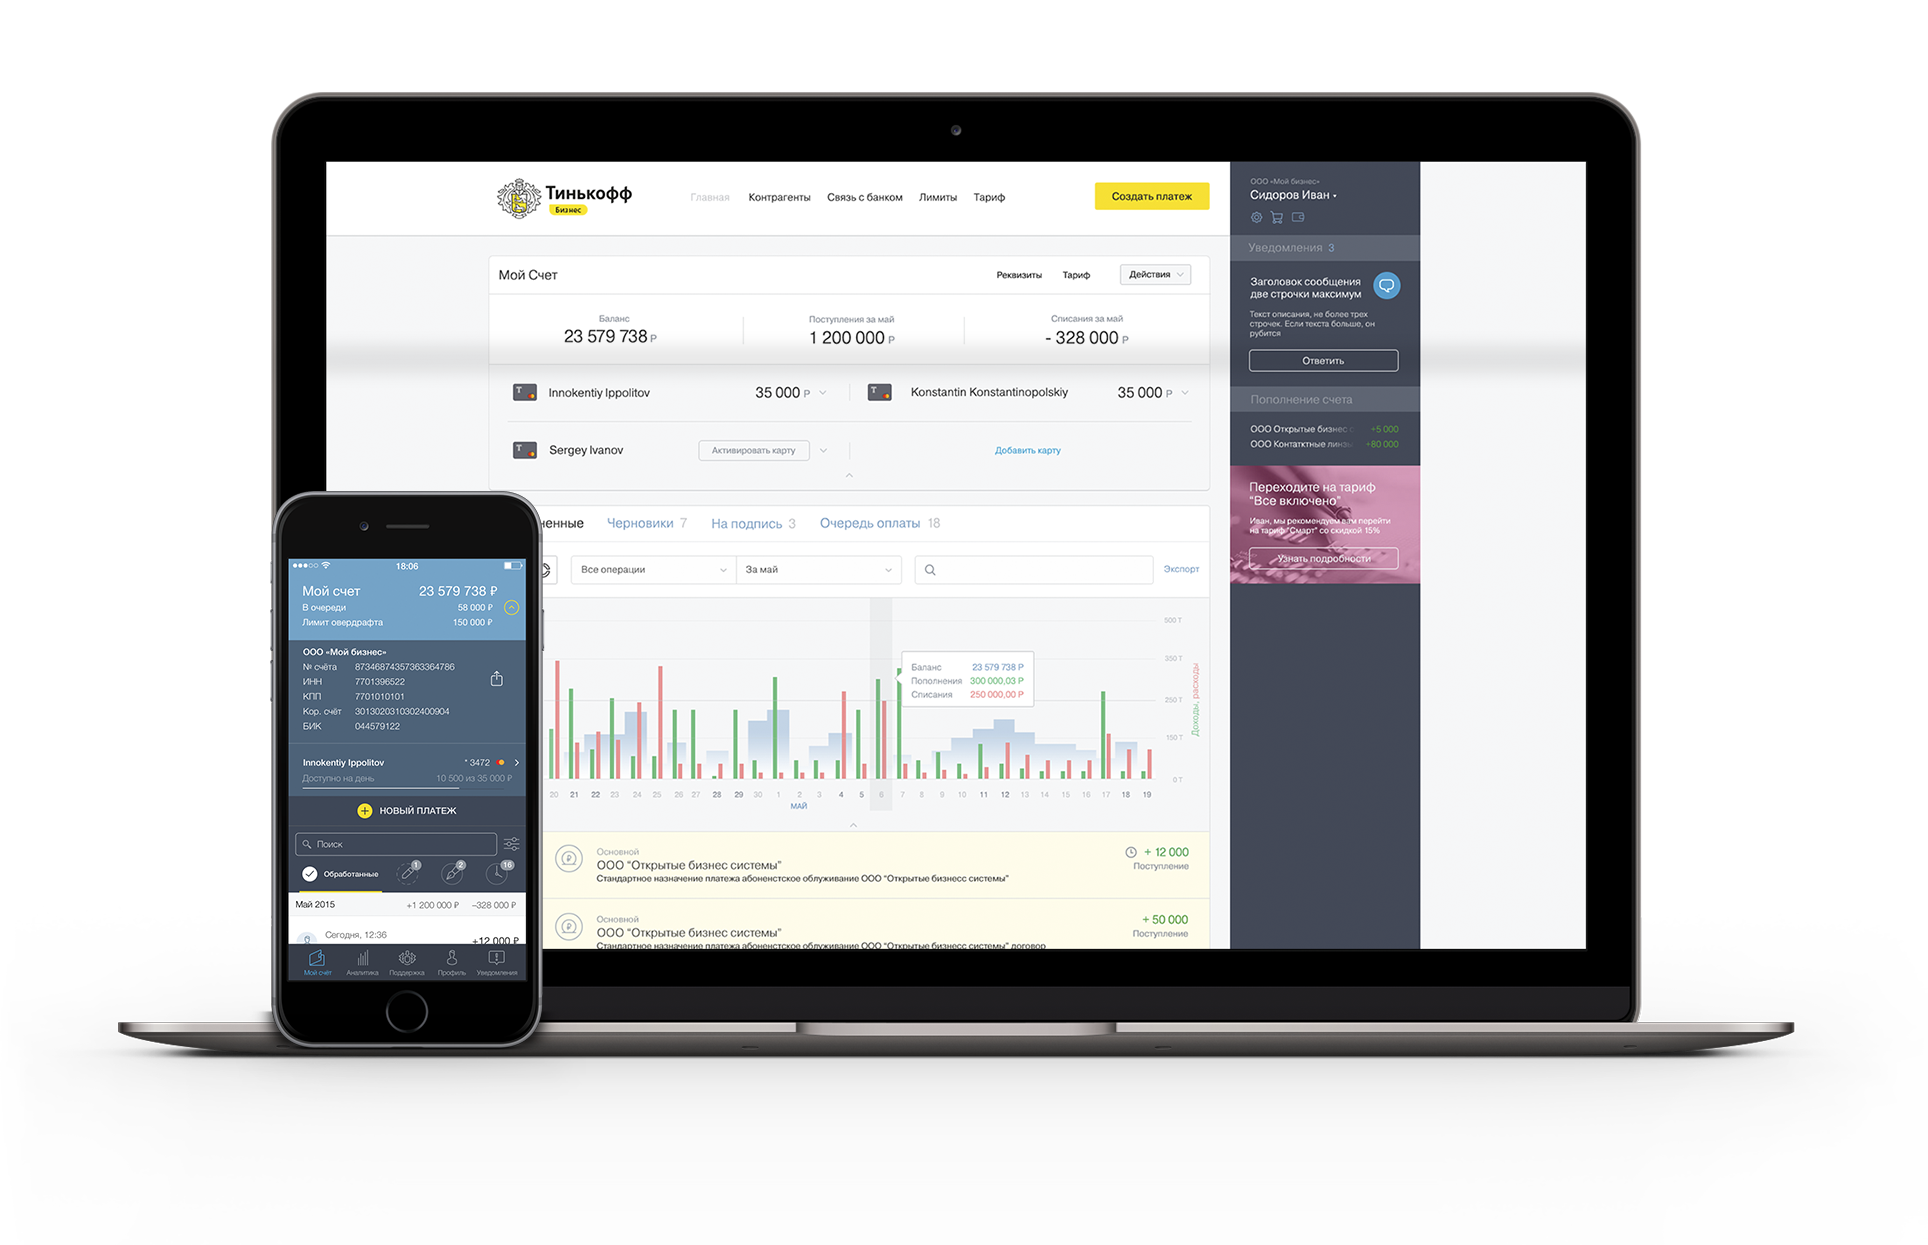 Тинькофф
Бизнес
Главная Контрагенты Связь с банком Лимиты Тариф
Создать платеж
Мой Счет
Реквизиты Тариф Действия
Баланс
23 579 738 Р
Поступления за май
1 200 000 Р
Списания за май
- 328 000 Р
T Innokentiy Ippolitov 35 000 Р
T Konstantin Konstantinopolskiy 35 000 Р
T Sergey Ivanov Активировать карту
Добавить карту
ненные Черновики 7 На подпись 3 Очередь оплаты 18
Все операции За май Экспорт
500 Т
350 Т
250 Т
150 Т
0 Т
Доходы, расходы
Баланс 23 579 738 Р
Пополнения 300 000,03 Р
Списания 250 000,00 Р
20 21 22 23 24 25 26 27 28 29 30 1 2 3 4 5 6 7 8 9 10 11 12 13 14 15 16 17 18 19
МАЙ
Основной
ООО "Открытые бизнес системы"
Стандартное назначение платежа абонентское облуживание ООО "Открытые бизнесс системы"
+ 12 000
Поступление
Основной
ООО "Открытые бизнес системы"
Стандартное назначение платежа абонентское облуживание ООО "Открытые бизнес системы" договор
+ 50 000
Поступление
ООО «Мой бизнес»
Сидоров Иван
Уведомления 3
Заголовок сообщения
две строчки максимум
Текст описания, не более трех
строчек. Если текста больше, он
рубится
Ответить
Пополнение счета
ООО Открытые бизнес с +5 000
ООО Контактктные линзы +80 000
Переходите на тариф
"Все включено"
Иван, мы рекомендуем вам перейти
на тариф "Смарт" со скидкой 15%
Узнать подробности
18:06
Мой счет 23 579 738 ₽
В очереди 58 000 ₽
Лимит овердрафта 150 000 ₽
ООО «Мой бизнес»
№ счёта 87346874357363364786
ИНН 7701396522
КПП 7701010101
Кор. счёт 3013020310302400904
БИК 044579122
Innokentiy Ippolitov * 3472
Доступно на день 10 500 из 35 000 ₽
НОВЫЙ ПЛАТЕЖ
Поиск
Обработанные 1 2 16
Май 2015 +1 200 000 ₽ –328 000 ₽
Сегодня, 12:36
+12 000 ₽
Мой счёт Аналитика Поддержка Профиль Уведомления